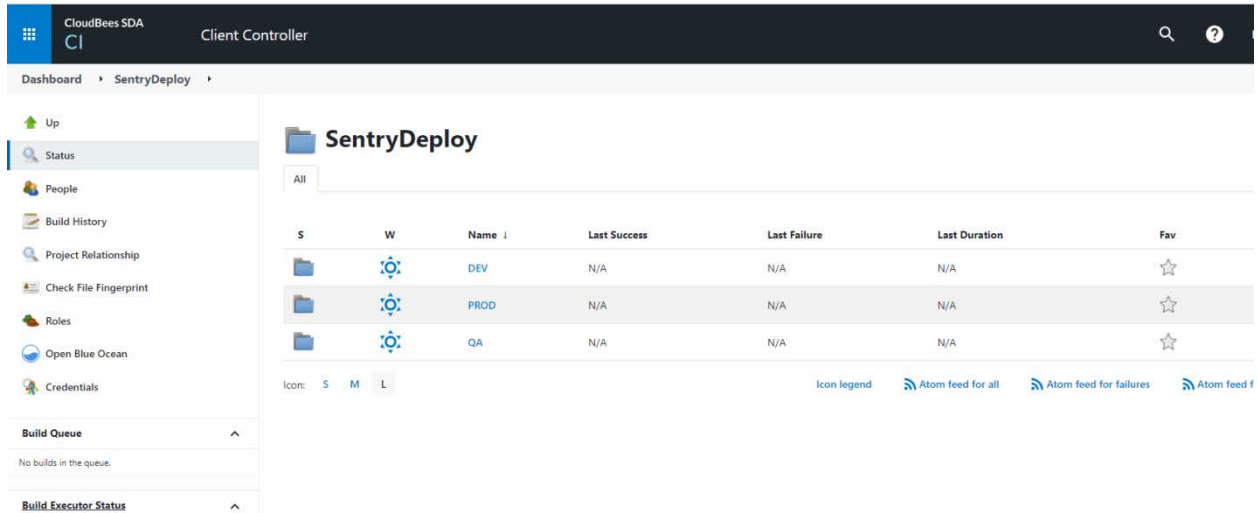 CloudBees SDA
CI
Client Controller
Dashboard SentryDeploy
Up
Status
People
Build History
Project Relationship
Check File Fingerprint
Roles
Open Blue Ocean
Credentials
Build Queue
No builds in the queue.
Build Executor Status
SentryDeploy
All
S W Name ↓ Last Success Last Failure Last Duration Fav
DEV N/A N/A N/A
PROD N/A N/A N/A
QA N/A N/A N/A
Icon: S M L Icon legend Atom feed for all Atom feed for failures Atom feed